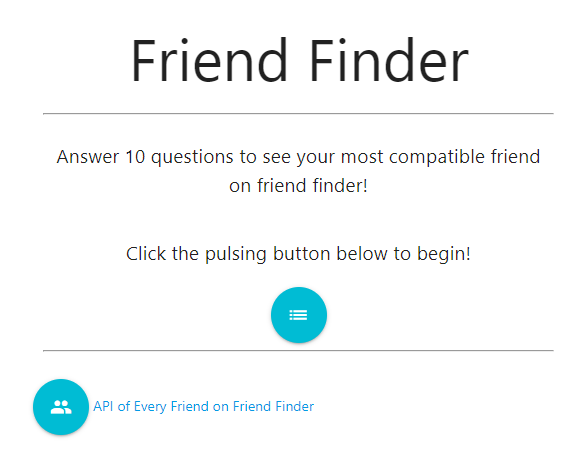 Friend Finder
Answer 10 questions to see your most compatible friend
on friend finder!
Click the pulsing button below to begin!
API of Every Friend on Friend Finder